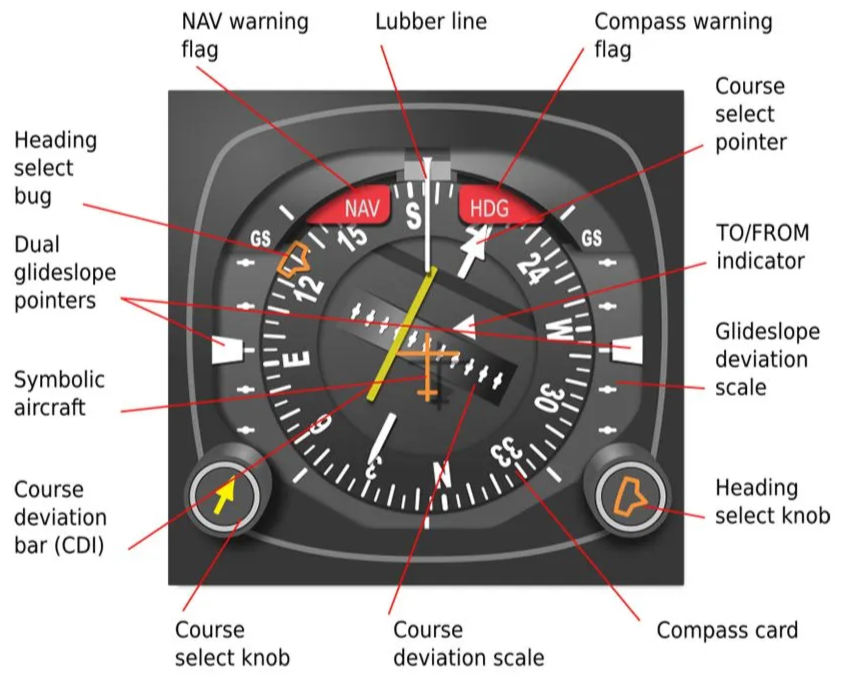 NAV warning
flag
Lubber line
Compass warning
flag
Course
select
pointer
Heading
select
bug
Dual
glideslope
pointers
TO/FROM
indicator
Symbolic
aircraft
Glideslope
deviation
scale
Course
deviation
bar (CDI)
Heading
select knob
Course
select knob
Course
deviation scale
Compass card
NAV
HDG
GS
GS
S
24
W
30
33
N
3
6
E
12
15